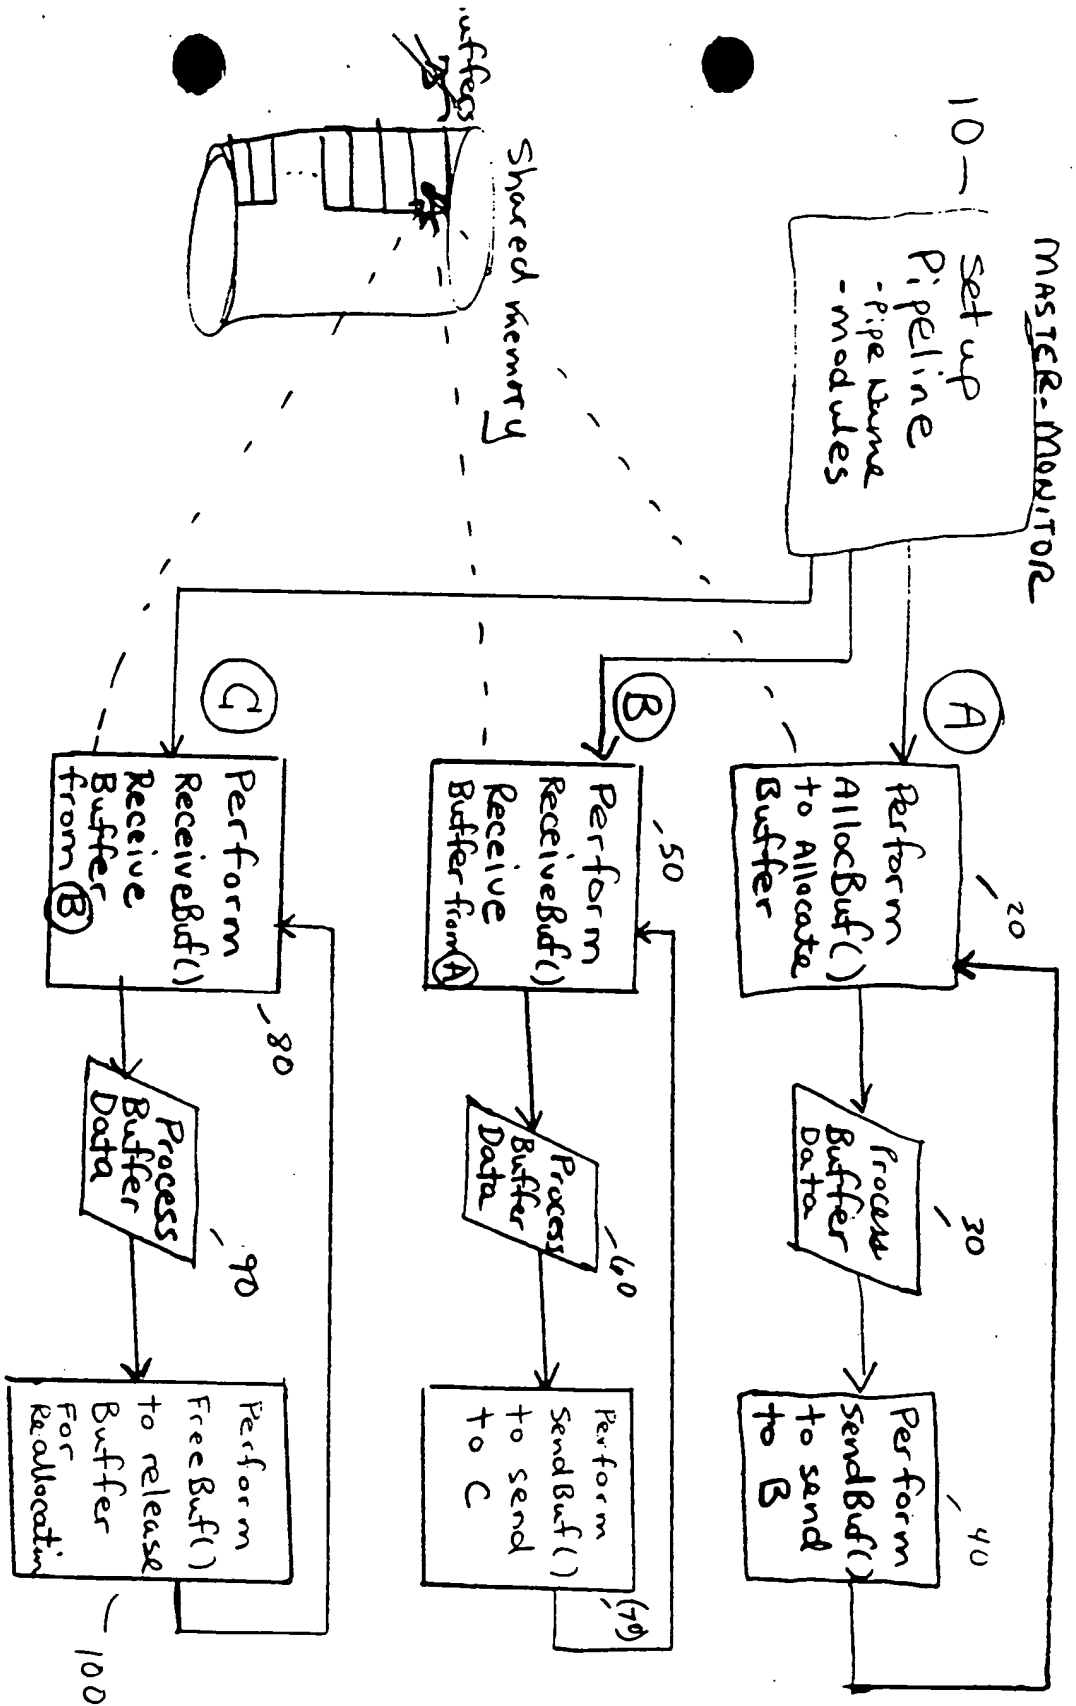 MASTER-MONITOR
10
Set up
Pipeline
- Pipe Name
- modules
A
20
Perform
AllocBuf()
to Allocate
Buffer
30
Process
Buffer
Data
40
Perform
SendBuf()
to send
to B
B
50
Perform
ReceiveBuf()
Receive
Buffer from A
60
Process
Buffer
Data
(70)
Perform
SendBuf()
to send
to C
Shared memory
uffers
C
80
Perform
ReceiveBuf()
Receive
Buffer
from B
90
Process
Buffer
Data
100
Perform
FreeBuf()
to release
Buffer
For
Reallocatin